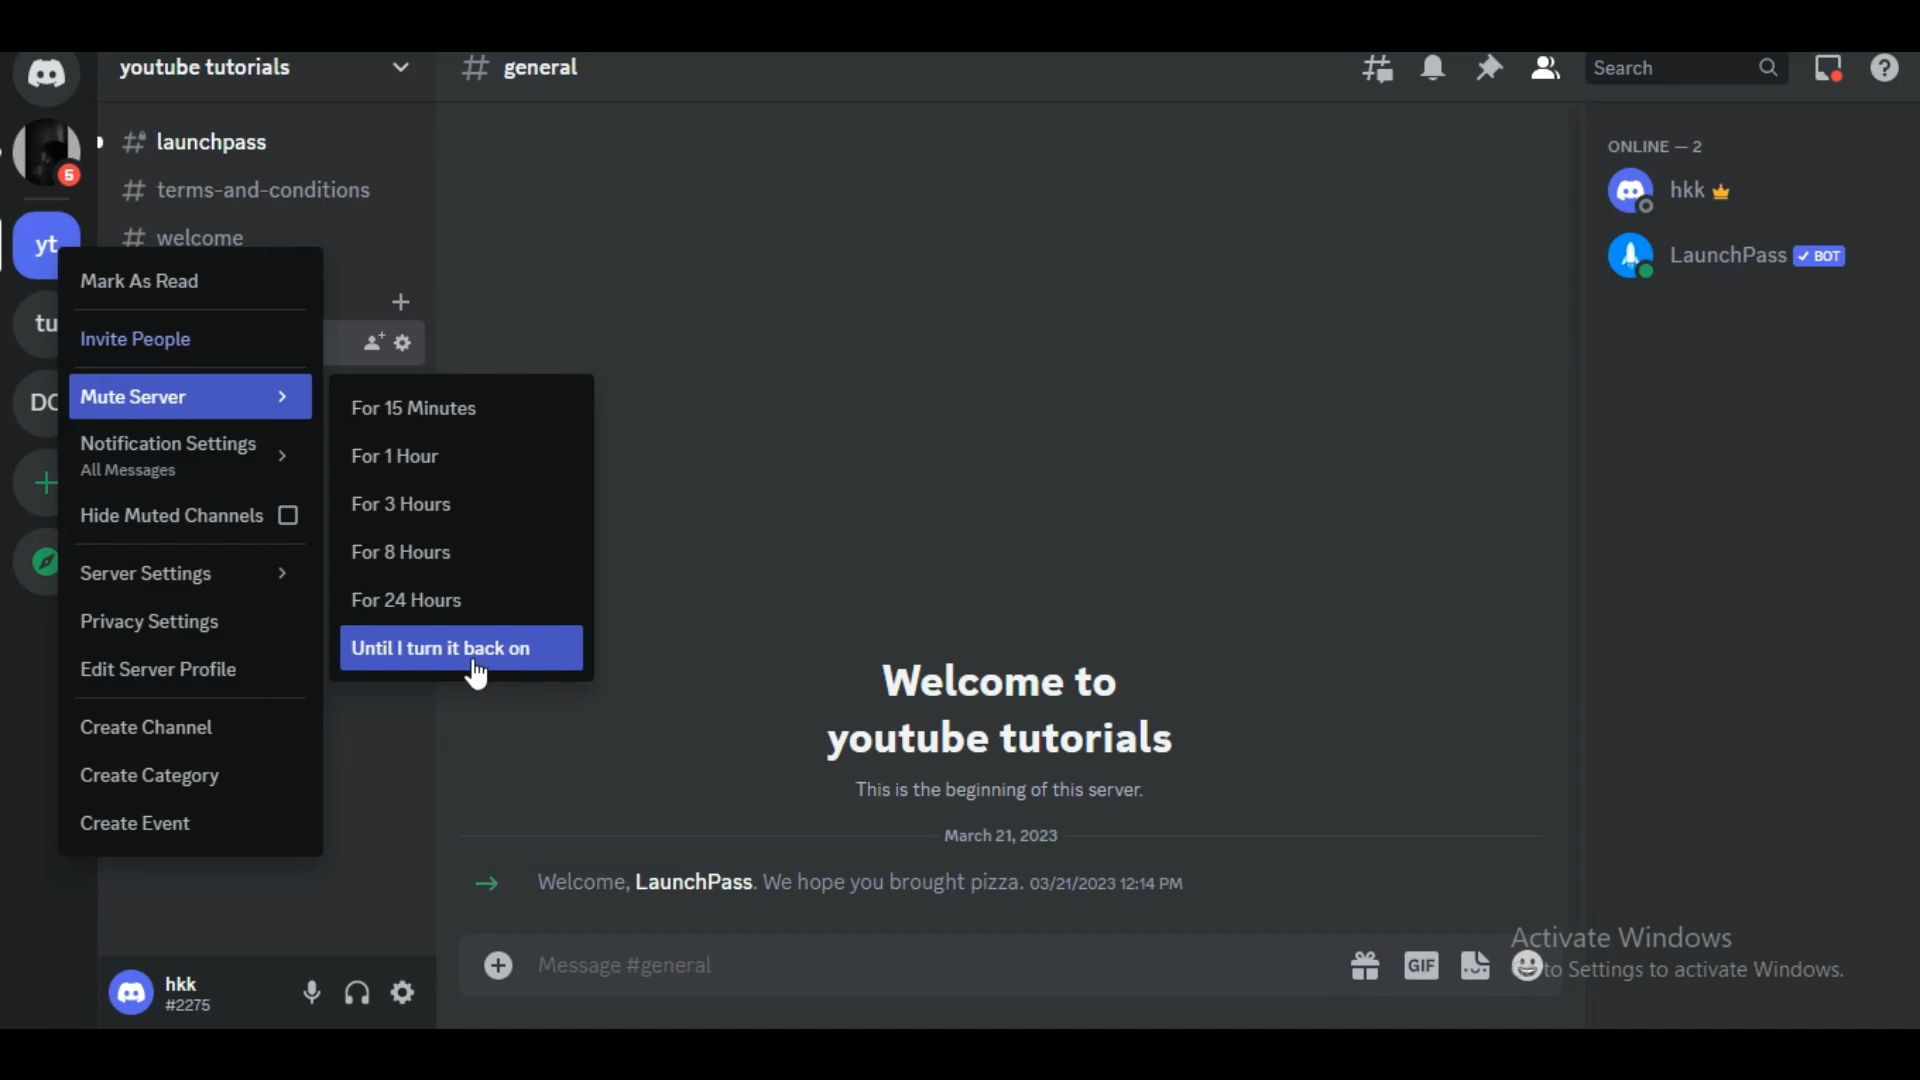 youtube tutorials
general
Search
launchpass
terms-and-conditions
welcome
5
yt
tu
DC
Mark As Read
Invite People
Mute Server
Notification Settings
All Messages
Hide Muted Channels
Server Settings
Privacy Settings
Edit Server Profile
Create Channel
Create Category
Create Event
For 15 Minutes
For 1 Hour
For 3 Hours
For 8 Hours
For 24 Hours
Until I turn it back on
Welcome to
youtube tutorials
This is the beginning of this server.
March 21, 2023
Welcome, LaunchPass. We hope you brought pizza. 03/21/2023 12:14 PM
Message #general
GIF
ONLINE — 2
hkk
LaunchPass BOT
Activate Windows
to Settings to activate Windows.
hkk
#2275